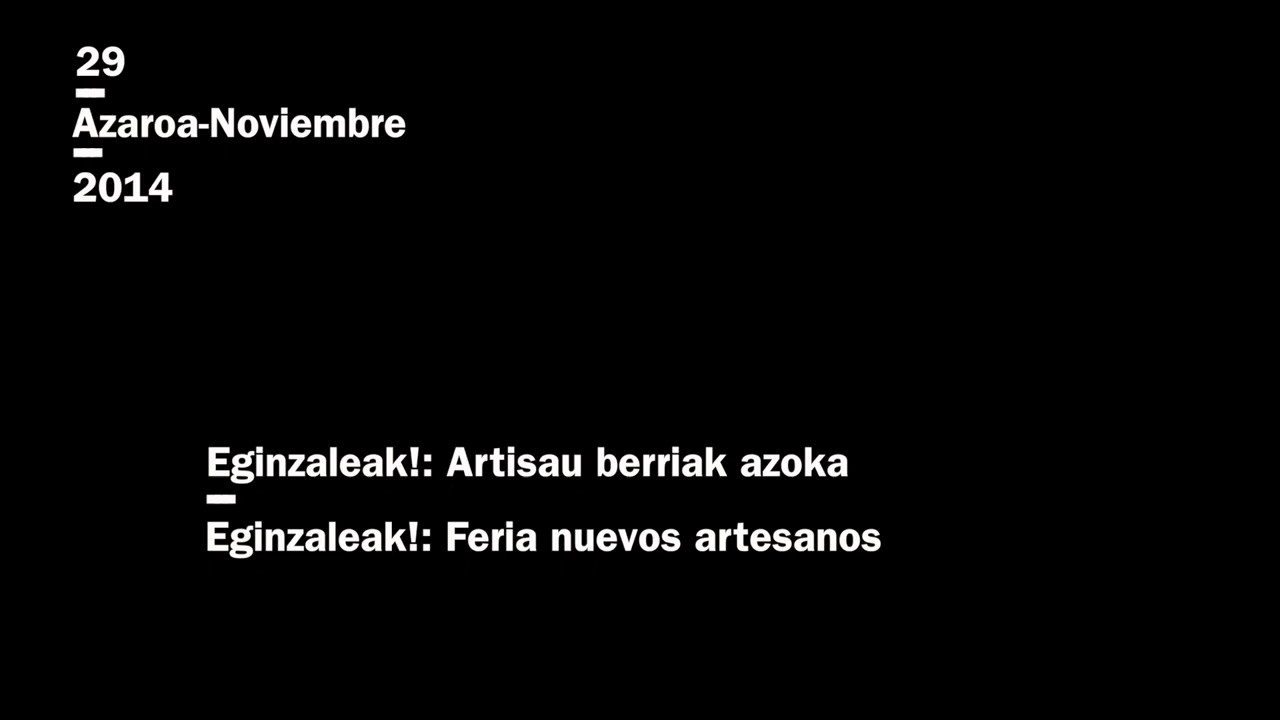 29
Azaroa-Noviembre
2014
Eginzaleak!: Artisau berriak azoka
Eginzaleak!: Feria nuevos artesanos